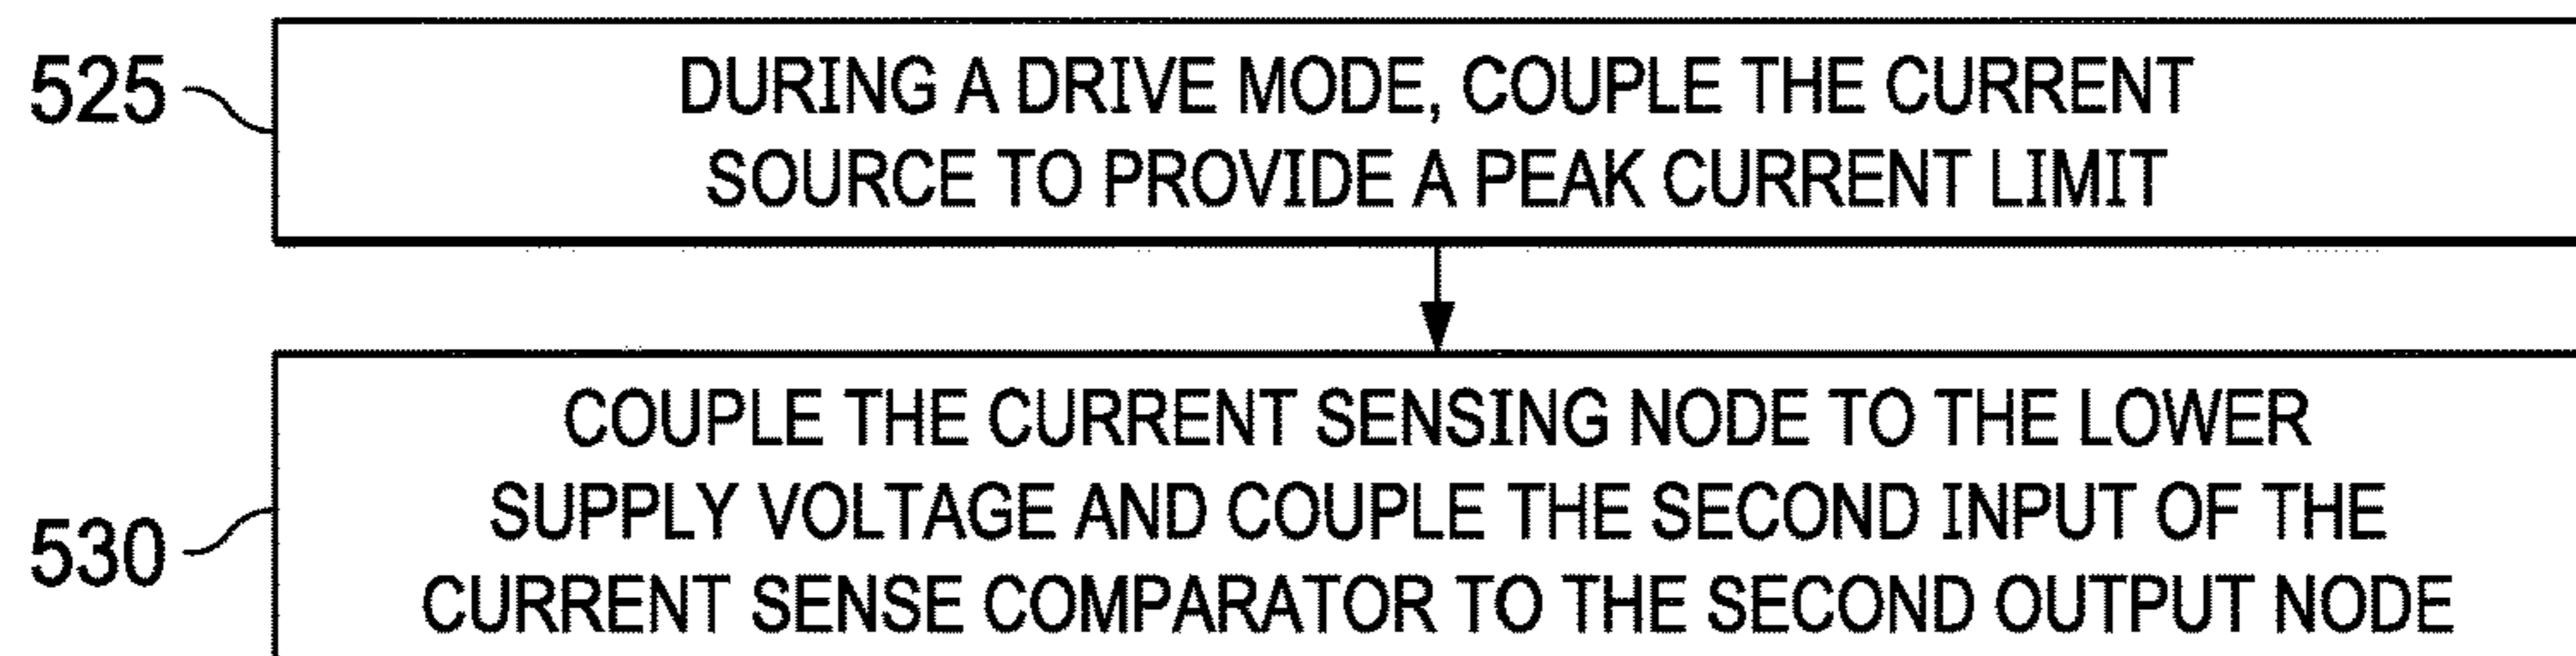 525
DURING A DRIVE MODE, COUPLE THE CURRENT
SOURCE TO PROVIDE A PEAK CURRENT LIMIT
530
COUPLE THE CURRENT SENSING NODE TO THE LOWER
SUPPLY VOLTAGE AND COUPLE THE SECOND INPUT OF THE
CURRENT SENSE COMPARATOR TO THE SECOND OUTPUT NODE